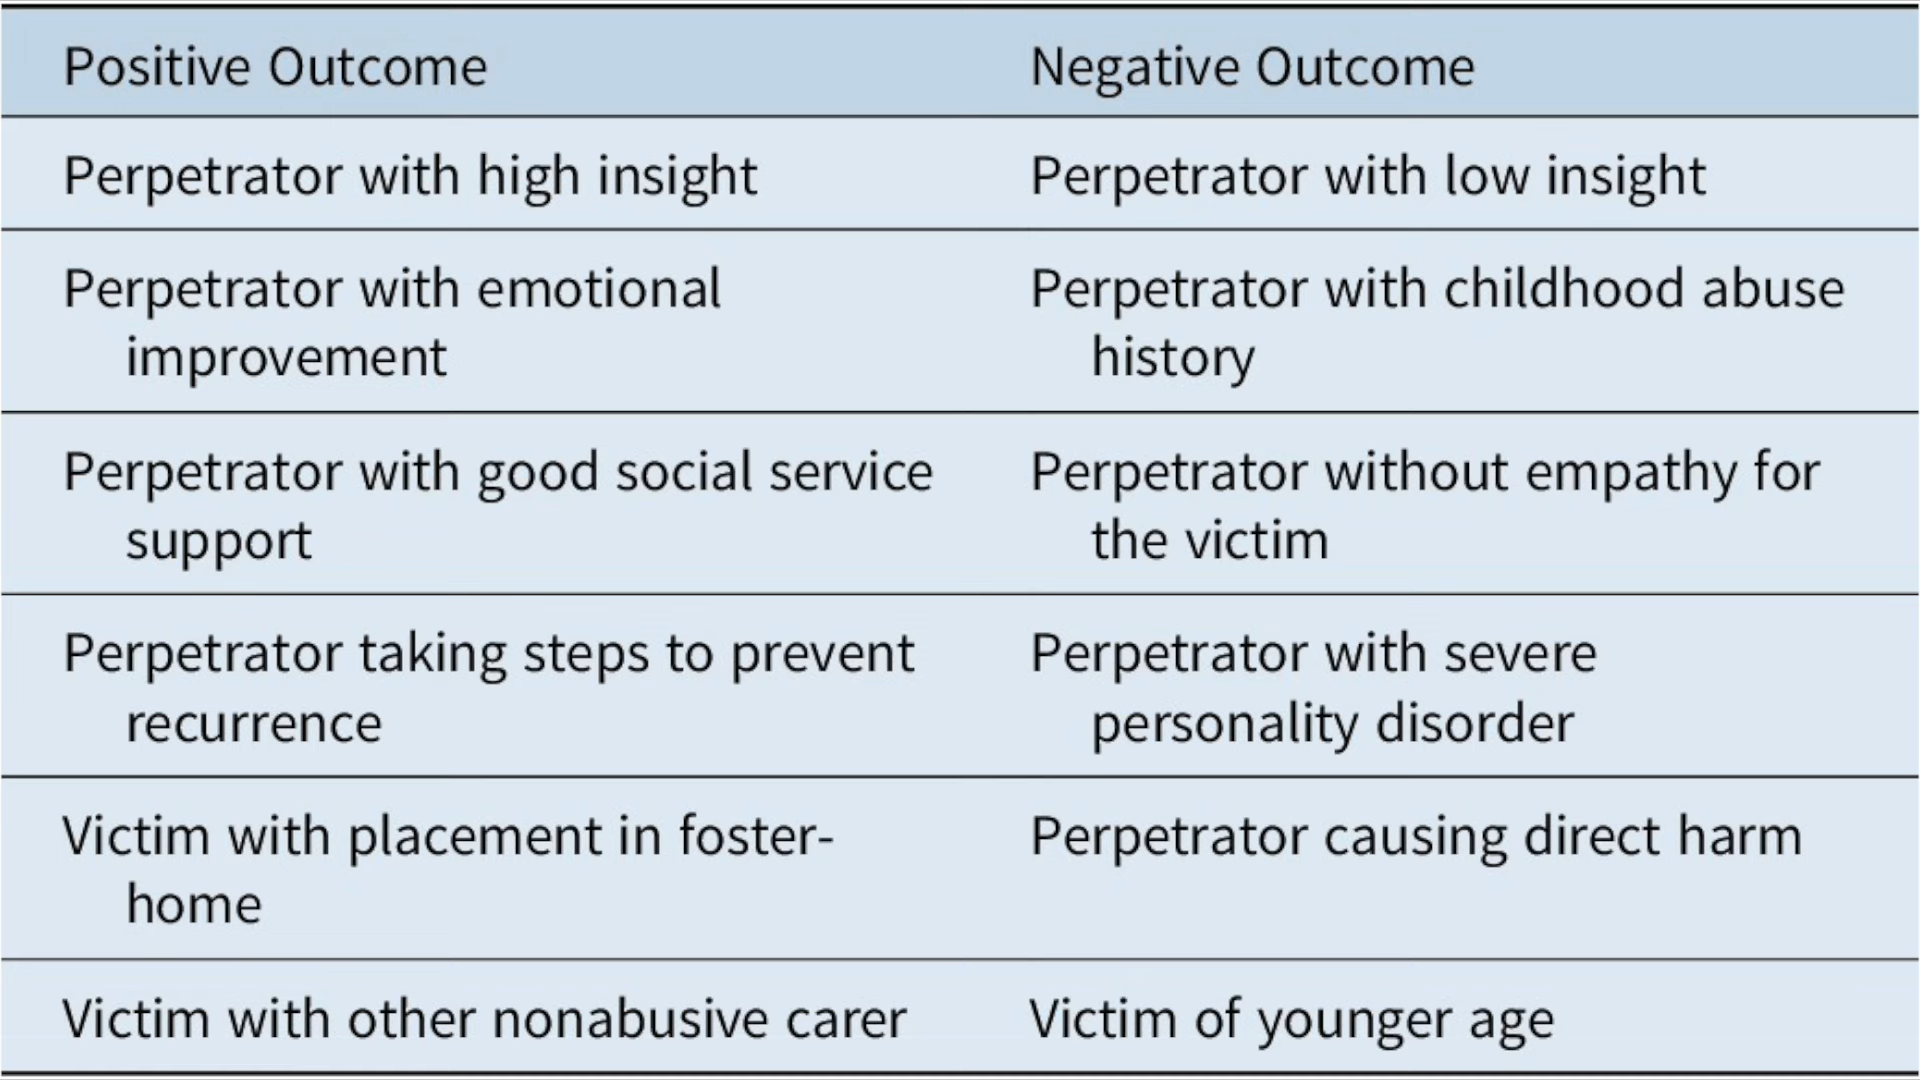 Positive Outcome
Negative Outcome
Perpetrator with high insight
Perpetrator with low insight
Perpetrator with emotional
improvement
Perpetrator with childhood abuse
history
Perpetrator with good social service
support
Perpetrator without empathy for
the victim
Perpetrator taking steps to prevent
recurrence
Perpetrator with severe
personality disorder
Victim with placement in foster-
home
Perpetrator causing direct harm
Victim with other nonabusive carer
Victim of younger age